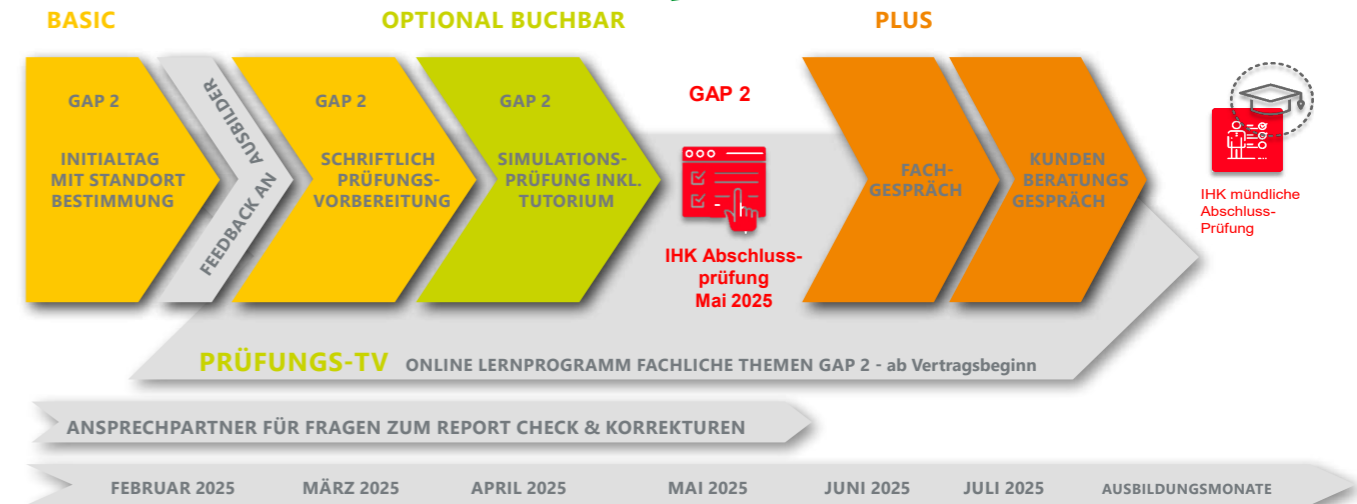 BASIC
OPTIONAL BUCHBAR
PLUS
GAP 2
INITIALTAG
MIT STANDORT
BESTIMMUNG
FEEDBACK AN AUSBILDER
GAP 2
SCHRIFTLICH
PRÜFUNGS-
VORBEREITUNG
GAP 2
SIMULATIONS-
PRÜFUNG INKL.
TUTORIUM
GAP 2
IHK Abschluss-
prüfung
Mai 2025
FACH-
GESPRÄCH
KUNDEN
BERATUNGS
GESPRÄCH
IHK mündliche
Abschluss-
Prüfung
PRÜFUNGS-TV ONLINE LERNPROGRAMM FACHLICHE THEMEN GAP 2 - ab Vertragsbeginn
ANSPRECHPARTNER FÜR FRAGEN ZUM REPORT CHECK & KORREKTUREN
FEBRUAR 2025 MÄRZ 2025 APRIL 2025 MAI 2025 JUNI 2025 JULI 2025 AUSBILDUNGSMONATE